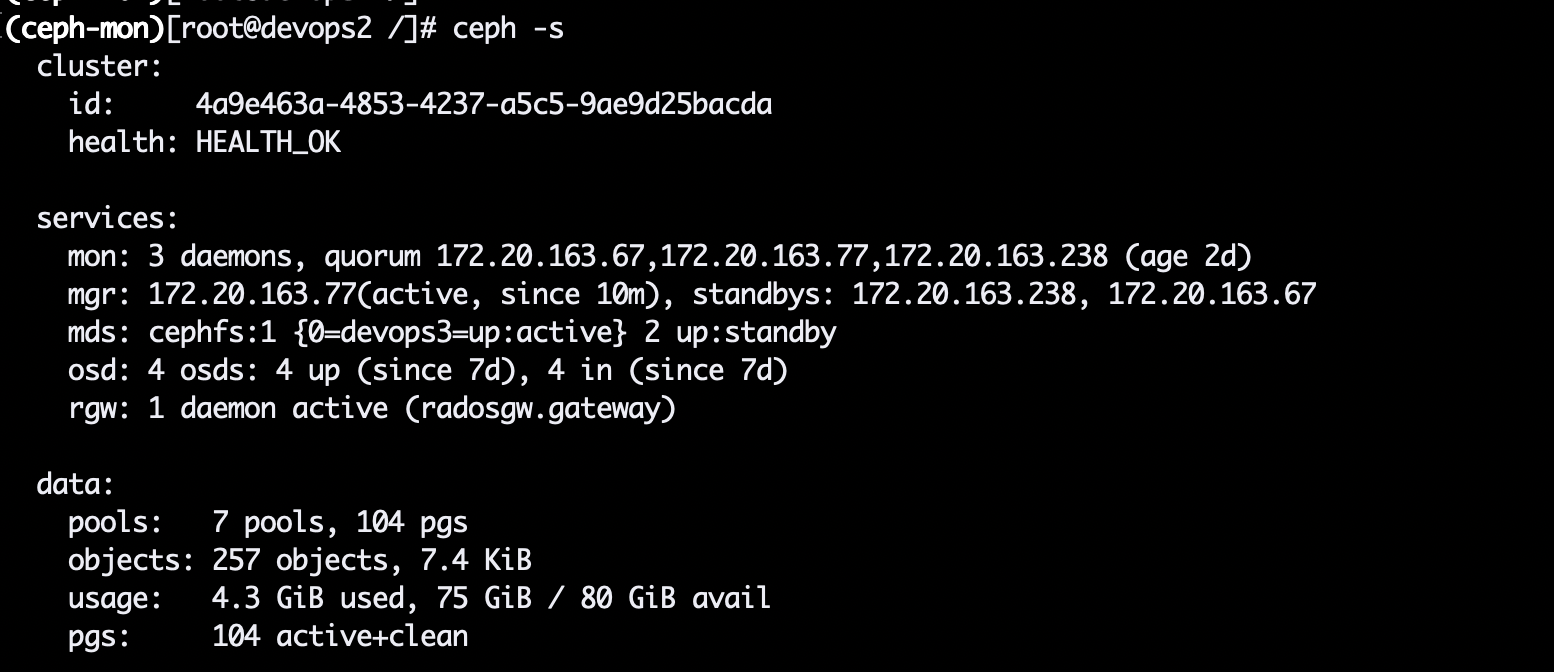 (ceph-mon)[root@devops2 /]# ceph -s
  cluster:
    id:     4a9e463a-4853-4237-a5c5-9ae9d25bacda
    health: HEALTH_OK

  services:
    mon: 3 daemons, quorum 172.20.163.67,172.20.163.77,172.20.163.238 (age 2d)
    mgr: 172.20.163.77(active, since 10m), standbys: 172.20.163.238, 172.20.163.67
    mds: cephfs:1 {0=devops3=up:active} 2 up:standby
    osd: 4 osds: 4 up (since 7d), 4 in (since 7d)
    rgw: 1 daemon active (radosgw.gateway)

  data:
    pools:   7 pools, 104 pgs
    objects: 257 objects, 7.4 KiB
    usage:   4.3 GiB used, 75 GiB / 80 GiB avail
    pgs:     104 active+clean